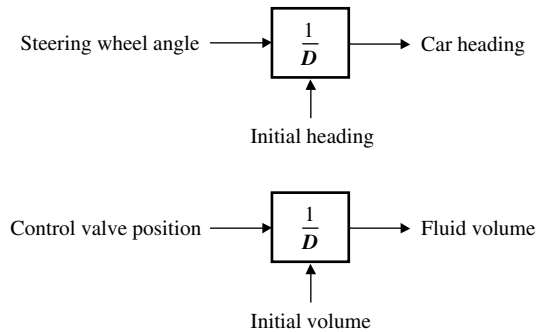 Steering wheel angle
1
D
Car heading
Initial heading
Control valve position
1
D
Fluid volume
Initial volume